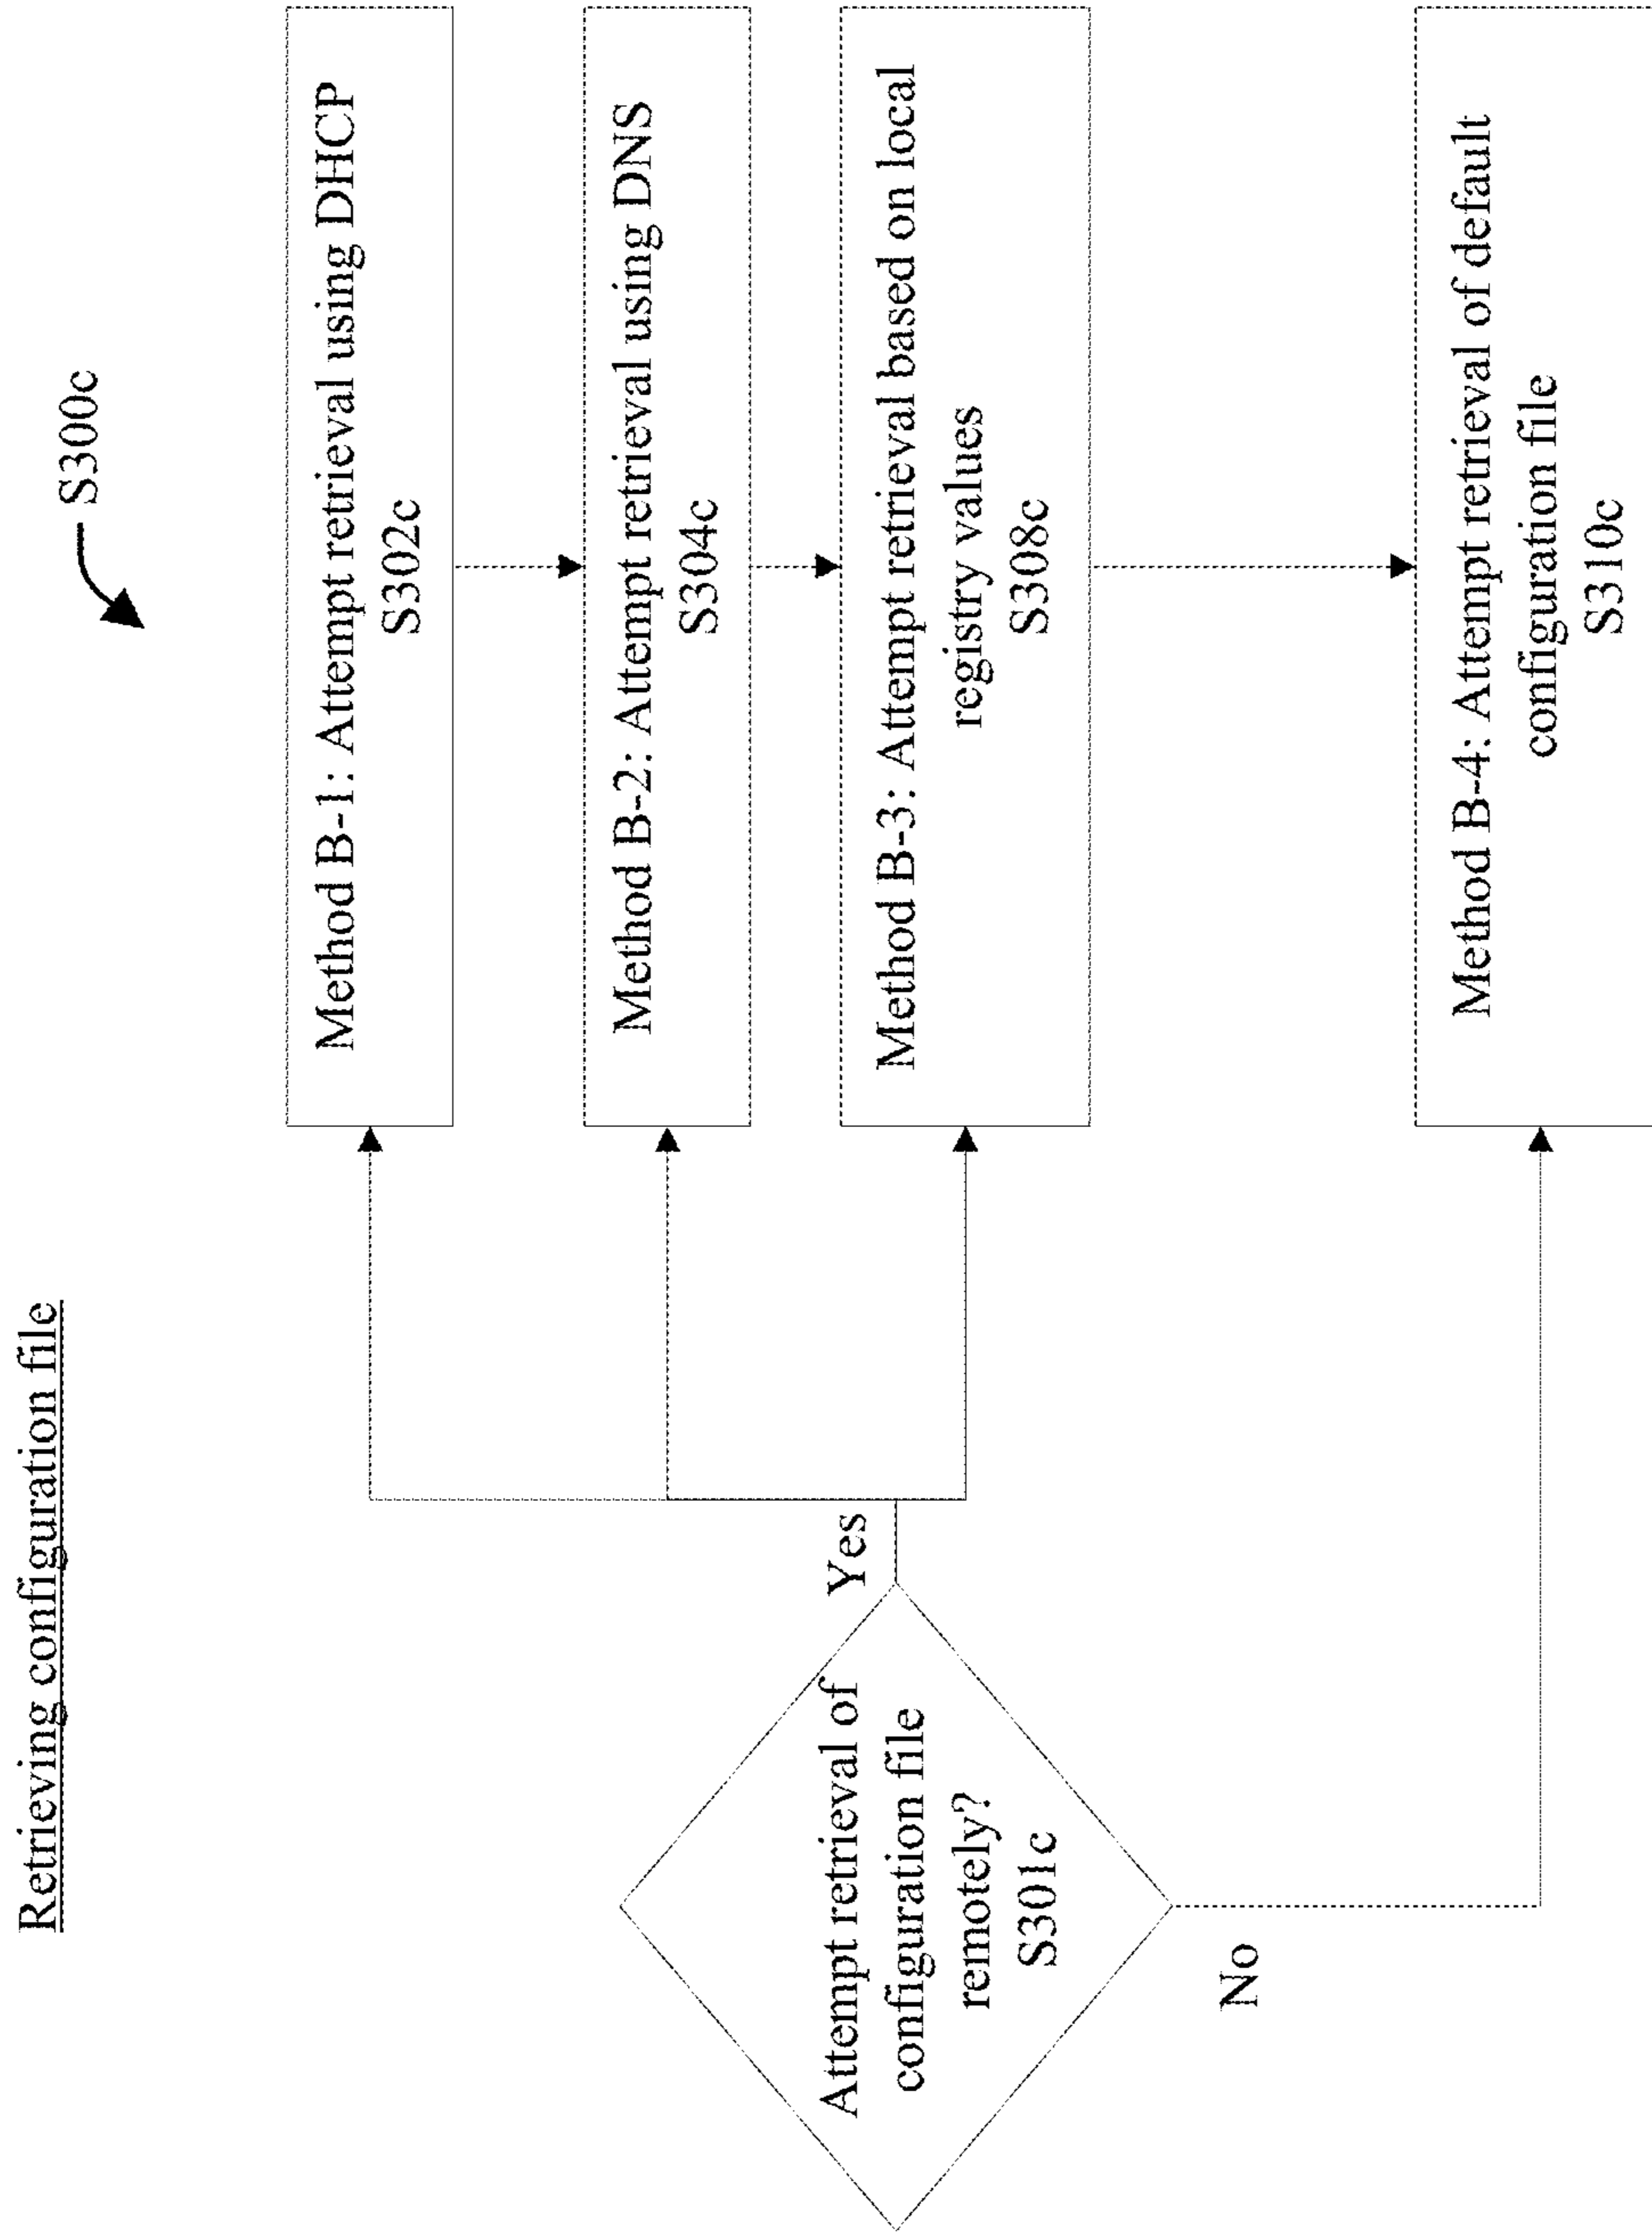 Retrieving configuration file
S300c
Attempt retrieval of
configuration file
remotely?
S301c
Yes
No
Method B-1: Attempt retrieval using DHCP
S302c
Method B-2: Attempt retrieval using DNS
S304c
Method B-3: Attempt retrieval based on local
registry values
S308c
Method B-4: Attempt retrieval of default
configuration file
S310c